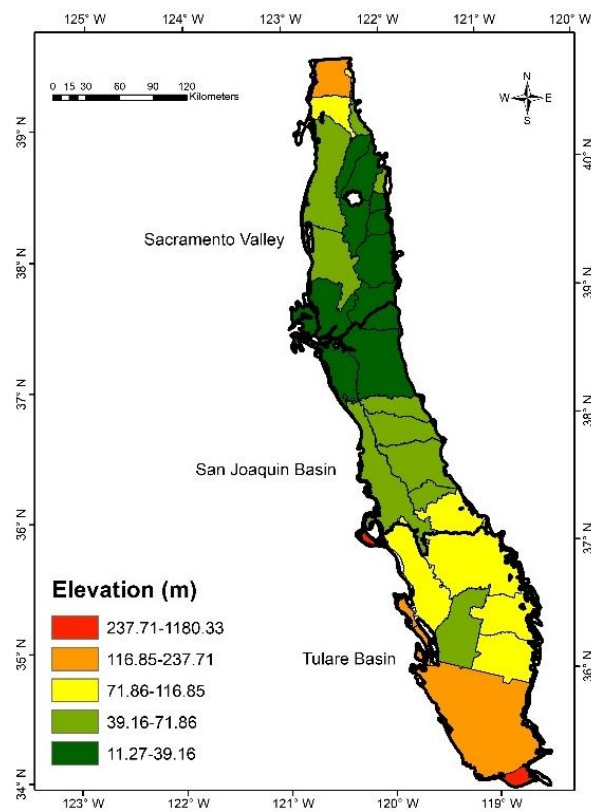 125° W 124° W 123° W 122° W 121° W 120° W
0 15 30 60 90 120
Kilometers
N
W E
S
39° N
40° N
Sacramento Valley
38° N
39° N
37° N
38° N
San Joaquin Basin
36° N
37° N
Elevation (m)
237.71-1180.33
116.85-237.71
71.86-116.85
39.16-71.86
11.27-39.16
Tulare Basin
35° N
36° N
34° N
123° W 122° W 121° W 120° W 119° W